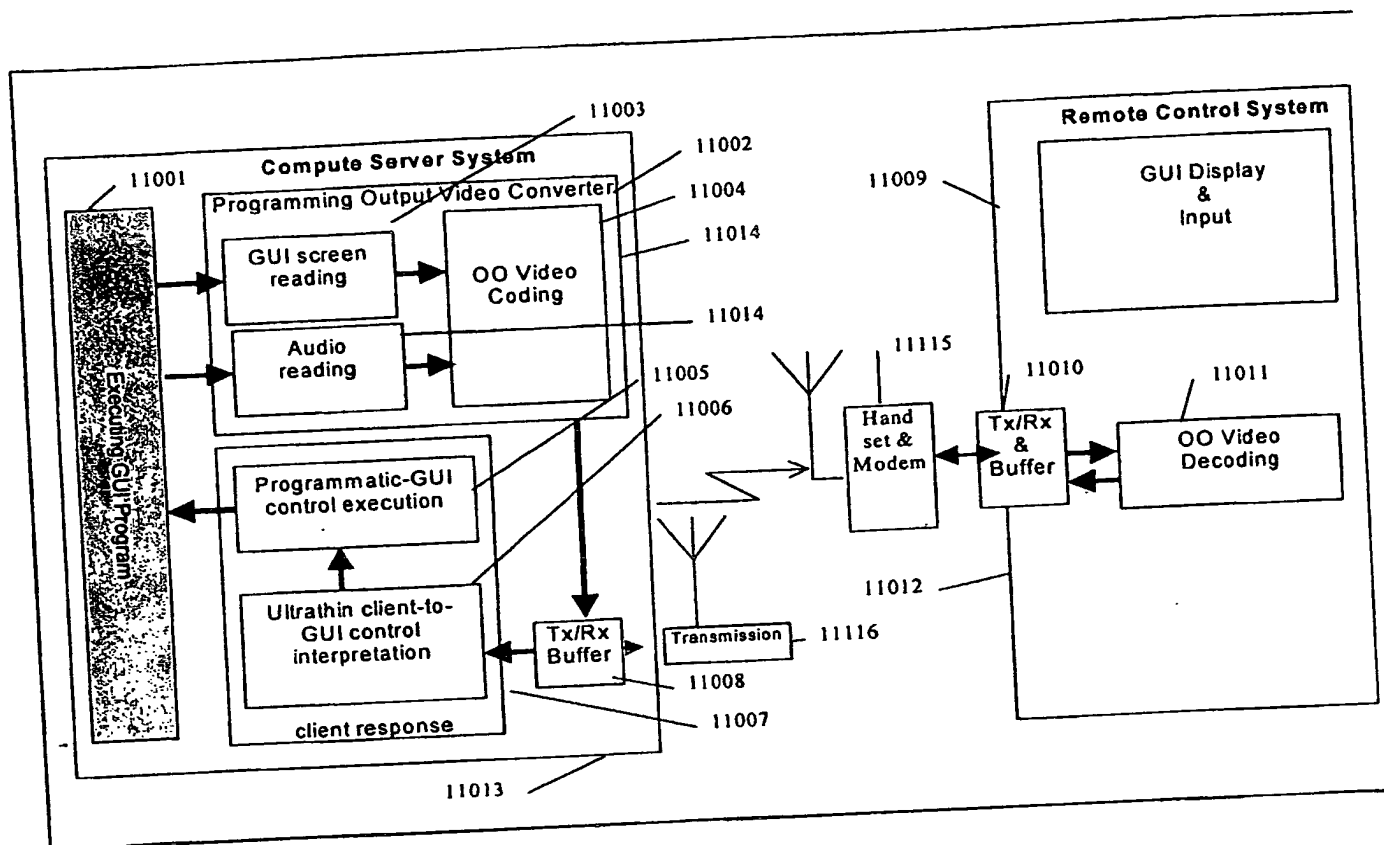 11003
Remote Control System
Compute Server System
11002
11001
Programming Output Video Converter
11004
11009
GUI Display
&
Input
11014
GUI screen
reading
OO Video
Coding
11014
Audio
reading
11115
11005
11010
11011
11006
Hand
set &
Modem
Tx/Rx
&
Buffer
OO Video
Decoding
Executing GUI Program
Programmatic-GUI
control execution
11012
Ultrathin client-to-
GUI control
interpretation
Tx/Rx
Buffer
Transmission
11116
11008
11007
client response
11013